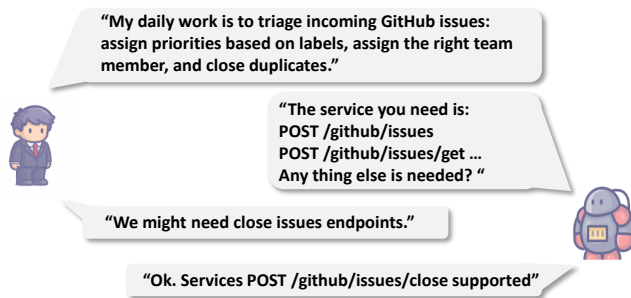 “My daily work is to triage incoming GitHub issues:
assign priorities based on labels, assign the right team
member, and close duplicates.”
“The service you need is:
POST /github/issues
POST /github/issues/get ...
Any thing else is needed? “
“We might need close issues endpoints.”
“Ok. Services POST /github/issues/close supported”